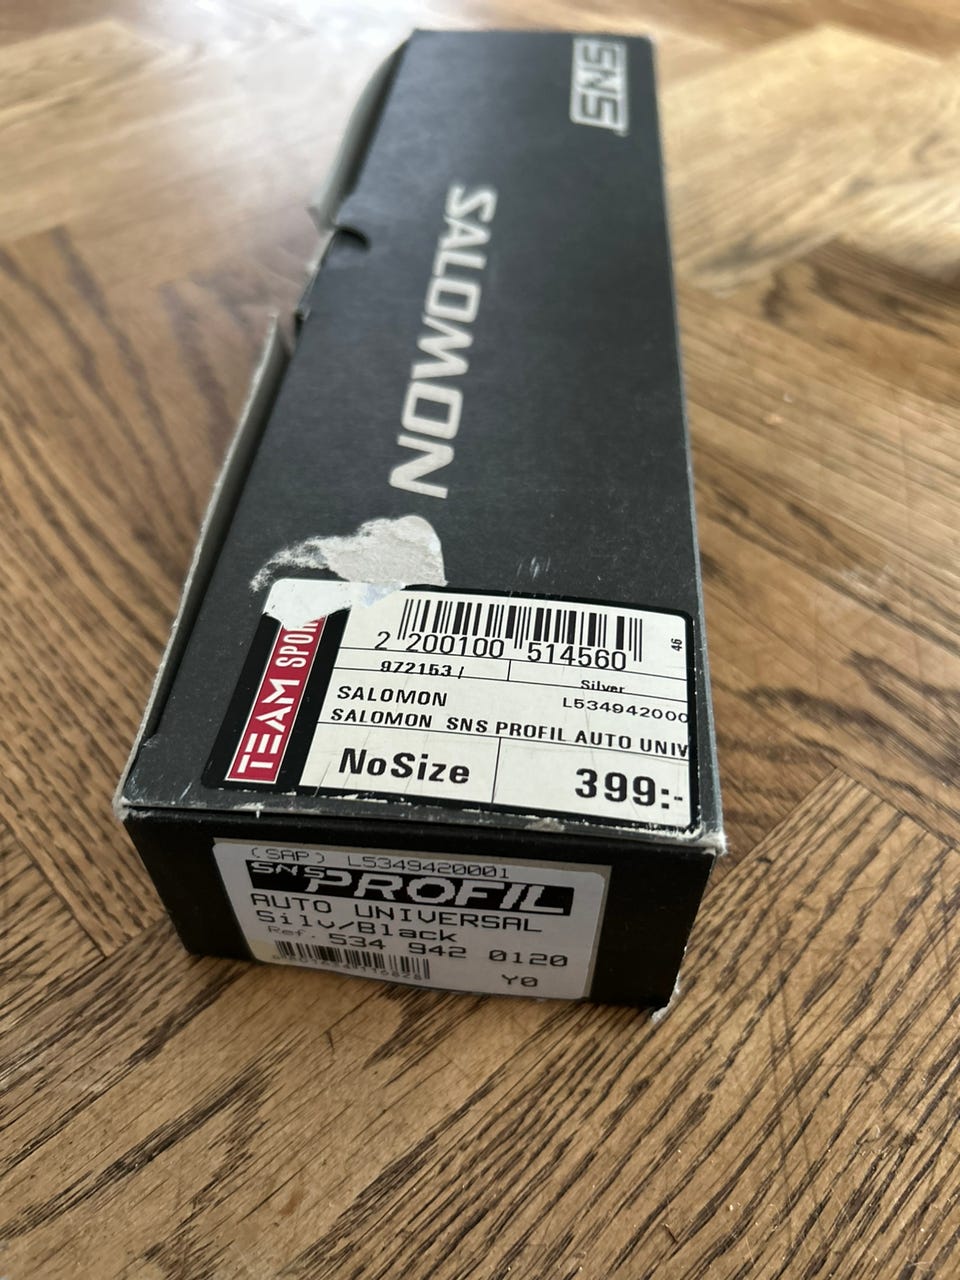 SNS
SALOMON
2 200100 514560
46
972153 / Silver
SALOMON L534942000
SALOMON SNS PROFIL AUTO UNIV
NoSize 399:-
TEAM SPOR
(SAP) L5349420001
SNS PROFIL
AUTO UNIVERSAL
Silv/Black
Ref. 534 942 0120
Y0